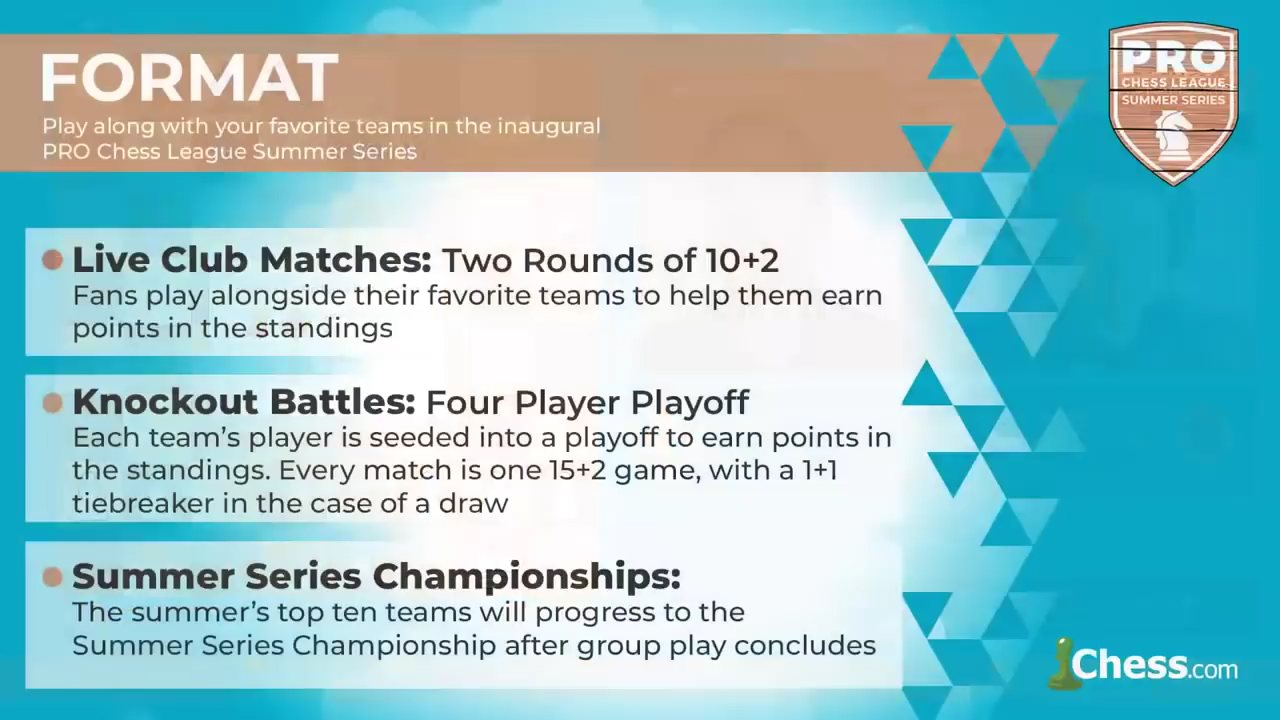 FORMAT
Play along with your favorite teams in the inaugural
PRO Chess League Summer Series
PRO
CHESS LEAGUE
SUMMER SERIES
Live Club Matches: Two Rounds of 10+2
Fans play alongside their favorite teams to help them earn
points in the standings
Knockout Battles: Four Player Playoff
Each team’s player is seeded into a playoff to earn points in
the standings. Every match is one 15+2 game, with a 1+1
tiebreaker in the case of a draw
Summer Series Championships:
The summer’s top ten teams will progress to the
Summer Series Championship after group play concludes
Chess.com